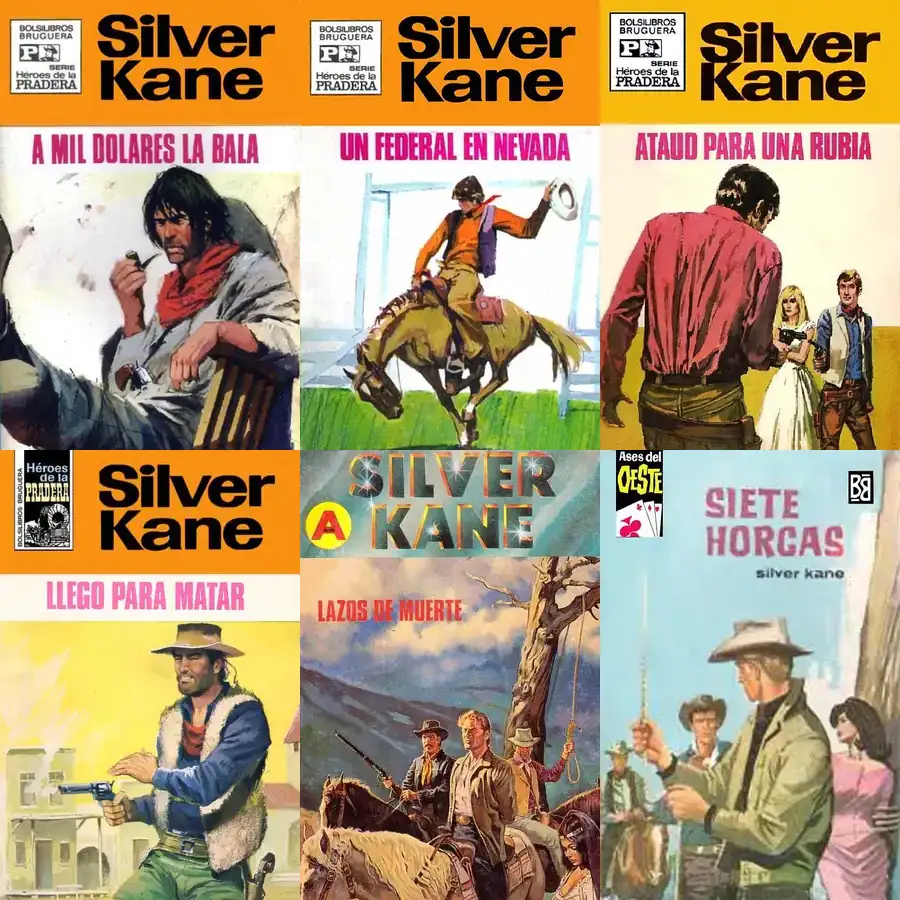 BOLSILIBROS
BRUGUERA
P
SERIE
Héroes de la
PRADERA
Silver
Kane
A MIL DOLARES LA BALA
BOLSILIBROS
BRUGUERA
P
SERIE
Héroes de la
PRADERA
Silver
Kane
UN FEDERAL EN NEVADA
BOLSILIBROS
BRUGUERA
P
SERIE
Héroes de la
PRADERA
Silver
Kane
ATAUD PARA UNA RUBIA
BOLSILIBROS BRUGUERA
Héroes
de la
PRADERA
Silver
Kane
LLEGO PARA MATAR
SILVER
KANE
A
LAZOS DE MUERTE
Ases del
OESTE
BB
SIETE
HORCAS
silver kane